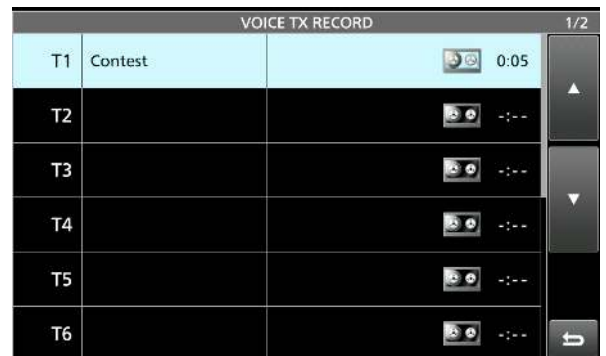 VOICE TX RECORD 1/2
T1 Contest 0:05
T2 -:--
T3 -:--
T4 -:--
T5 -:--
T6 -:--